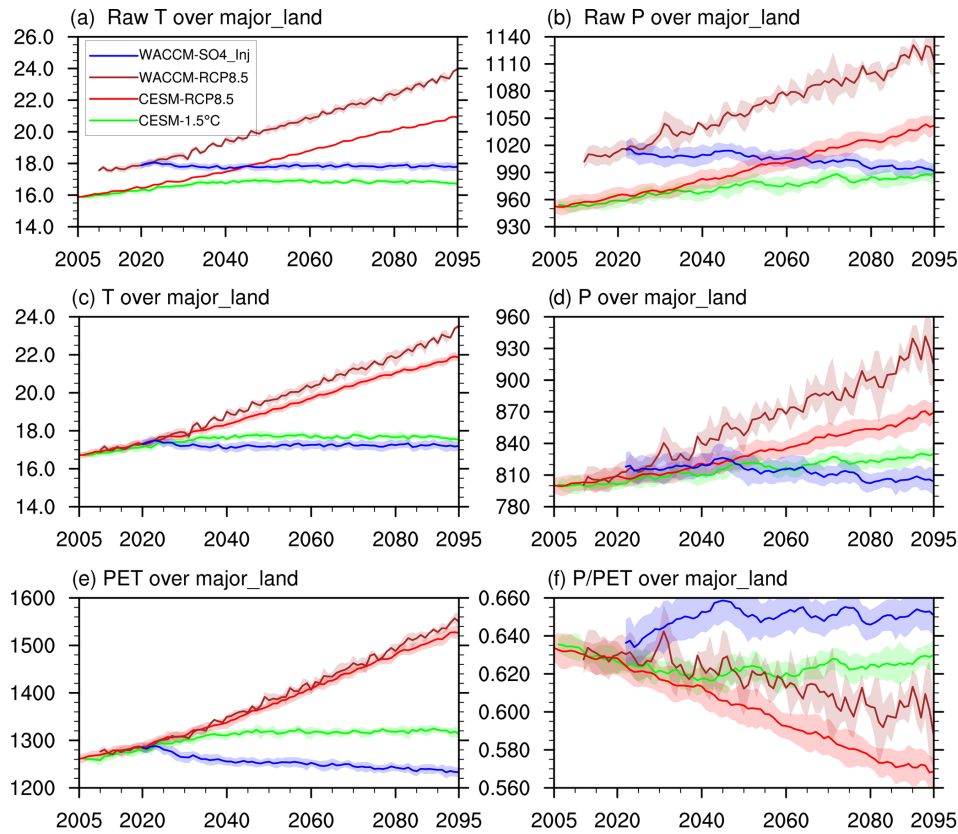 (a) Raw T over major_land
26.0
24.0
22.0
20.0
18.0
16.0
14.0
WACCM-SO4_Inj
WACCM-RCP8.5
CESM-RCP8.5
CESM-1.5ºC
2005 2020 2040 2060 2080 2095
(b) Raw P over major_land
1140
1110
1080
1050
1020
990
960
930
2005 2020 2040 2060 2080 2095
(c) T over major_land
24.0
22.0
20.0
18.0
16.0
14.0
2005 2020 2040 2060 2080 2095
(d) P over major_land
960
930
900
870
840
810
780
2005 2020 2040 2060 2080 2095
(e) PET over major_land
1600
1500
1400
1300
1200
2005 2020 2040 2060 2080 2095
(f) P/PET over major_land
0.660
0.640
0.620
0.600
0.580
0.560
2005 2020 2040 2060 2080 2095